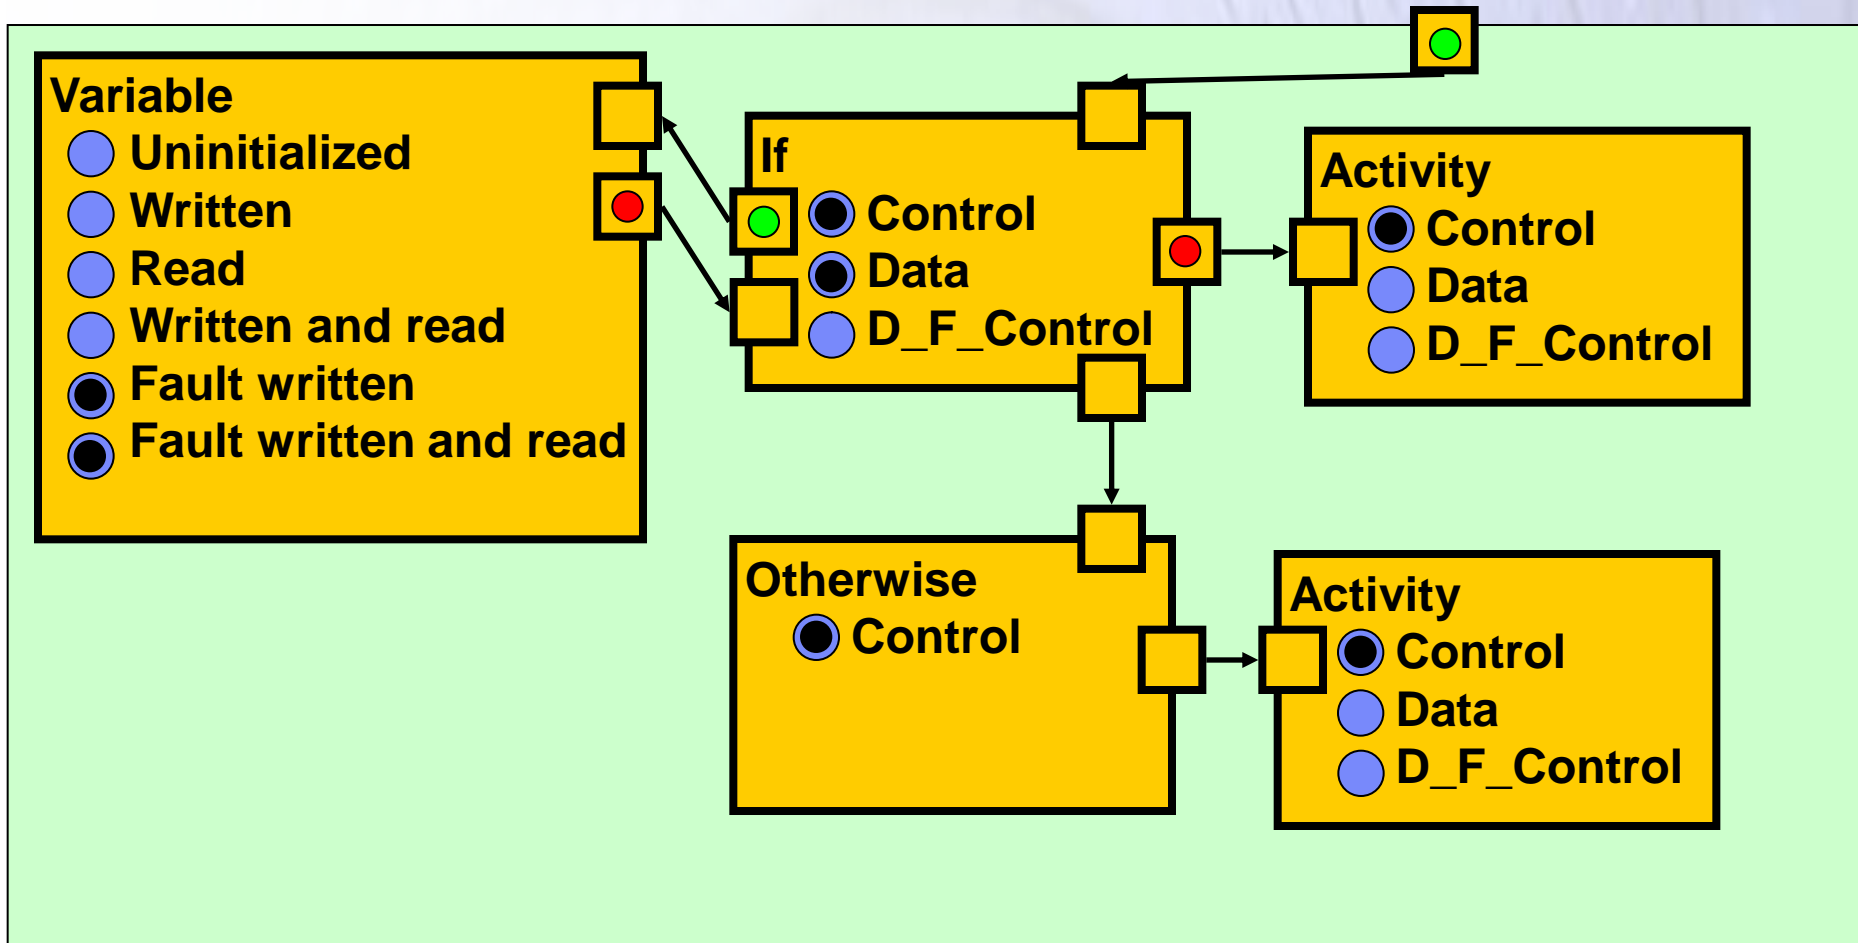 Variable
Uninitialized
Written
Read
Written and read
Fault written
Fault written and read
If
Control
Data
D_F_Control
Activity
Control
Data
D_F_Control
Otherwise
Control
Activity
Control
Data
D_F_Control